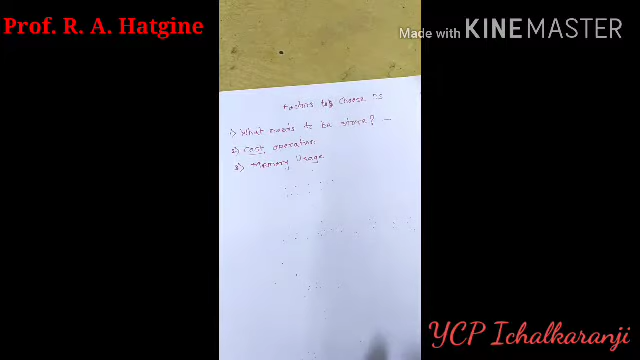 Prof. R. A. Hatgine
Made with KINEMASTER
Factors to choose DS
1) What needs to be store? —
2) Cost operation
3) Memory Usage
YCP Ichalkaranji